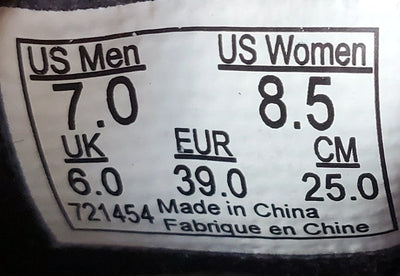 US Men US Women
7.0 8.5
UK EUR CM
6.0 39.0 25.0
721454 Made in China
Fabrique en Chine